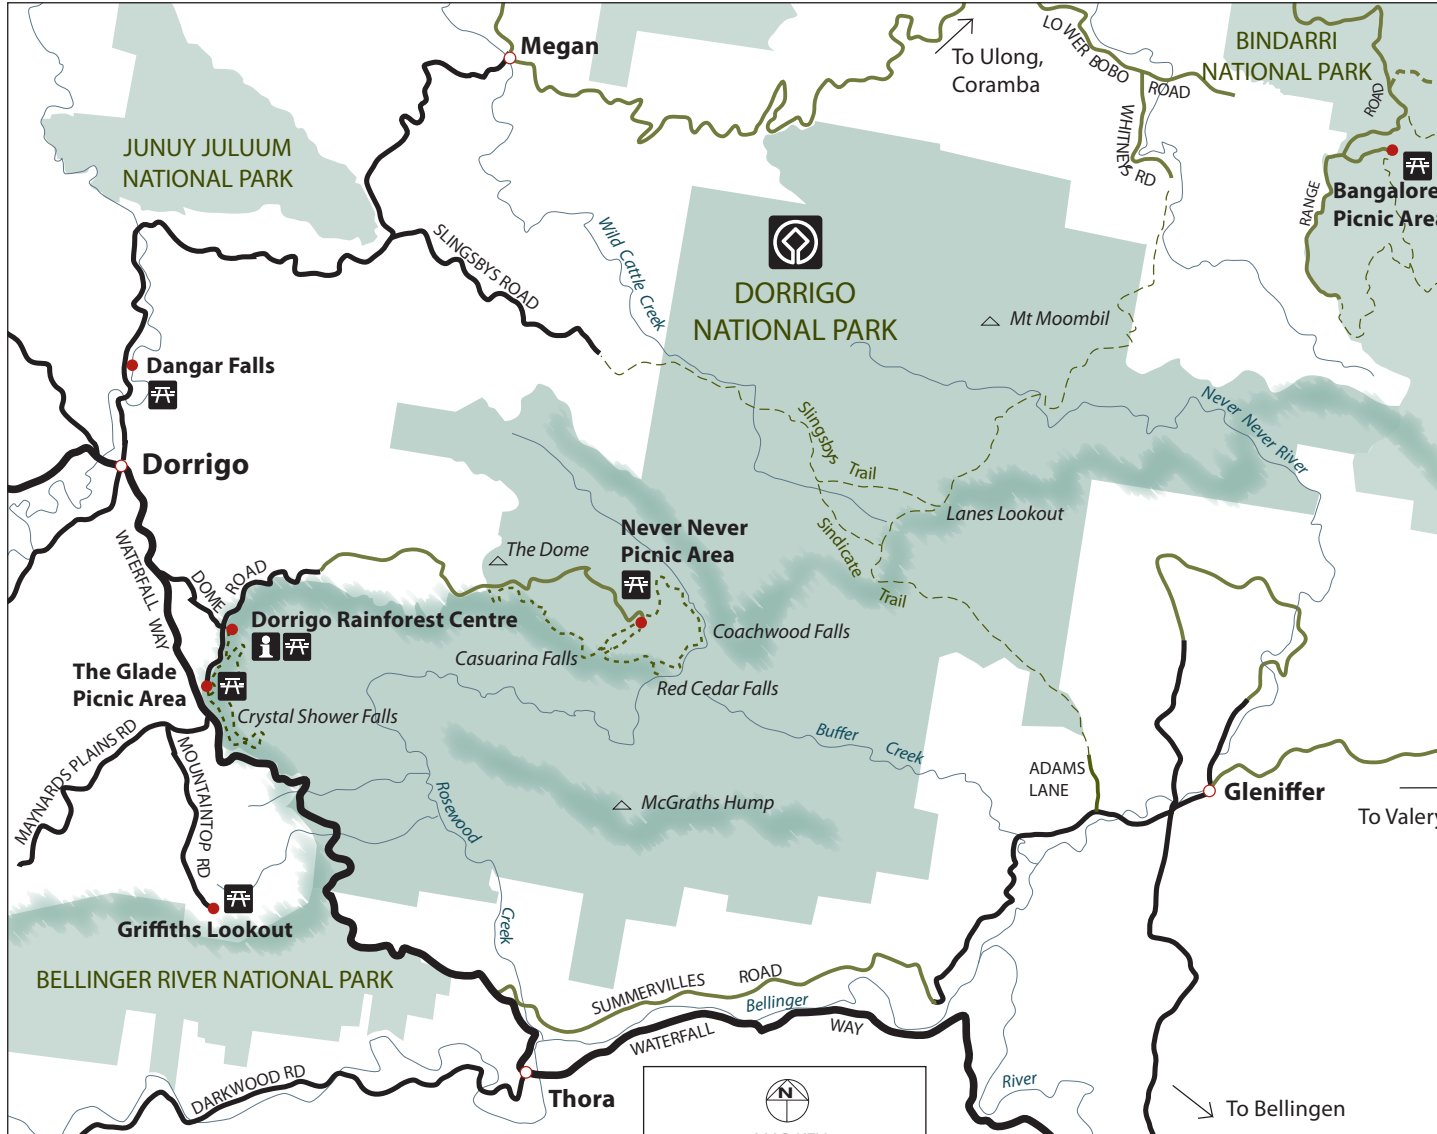 Megan
To Ulong,
Coramba
LOWER BOBO ROAD
BINDARRI
NATIONAL PARK
ROAD
WHITNEYS RD
RANGE
Bangalore
Picnic Area
JUNUY JULUUM
NATIONAL PARK
SLINGSBYS ROAD
Wild Cattle Creek
DORRIGO
NATIONAL PARK
Mt Moombil
Dangar Falls
Never Never River
Dorrigo
Slingsbys Trail
Lanes Lookout
Never Never
Picnic Area
The Dome
Sindicate Trail
WATERFALL WAY
DOME ROAD
Dorrigo Rainforest Centre
i
Coachwood Falls
Casuarina Falls
The Glade
Picnic Area
Red Cedar Falls
Crystal Shower Falls
MAYNARDS PLAINS RD
MOUNTAINTOP RD
Buffer Creek
ADAMS
LANE
Gleniffer
To Valery
Rosewood Creek
McGraths Hump
Griffiths Lookout
BELLINGER RIVER NATIONAL PARK
SUMMERVILLES ROAD
Bellinger River
WATERFALL WAY
DARKWOOD RD
Thora
N
To Bellingen